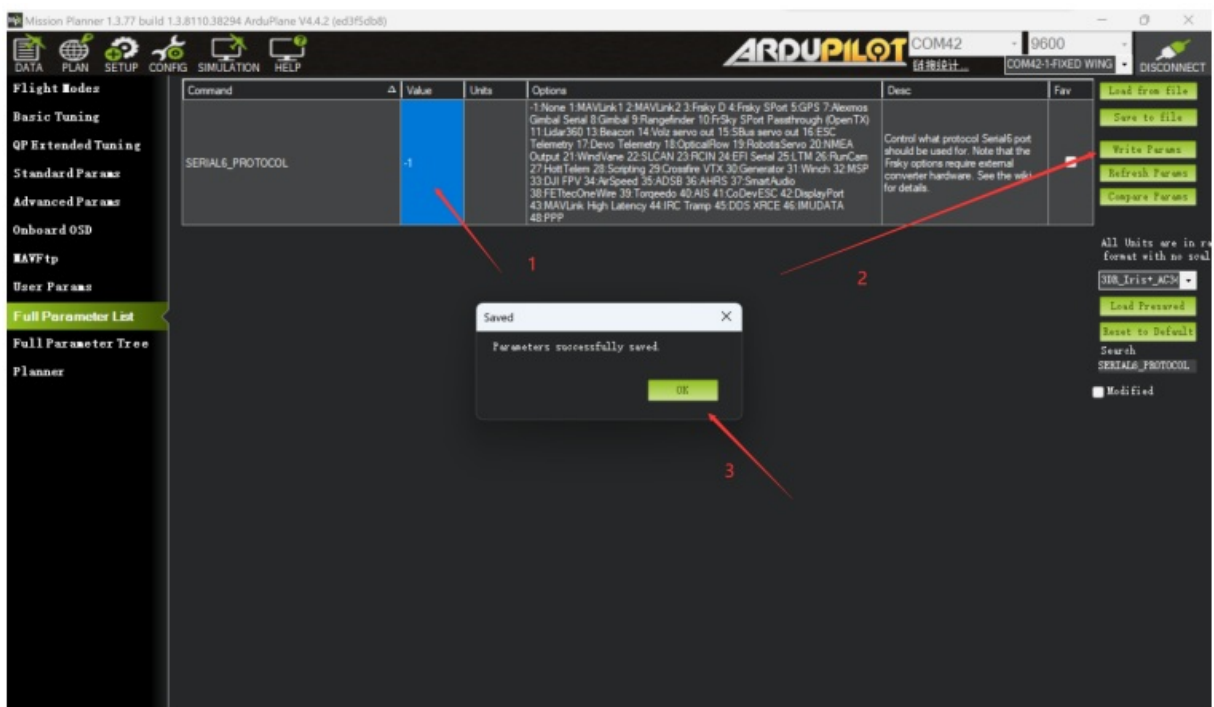 Mission Planner 1.3.77 build 1.3.8110.38294 ArduPlane V4.4.2 (ed3f5db8)
DATA PLAN SETUP CONFIG SIMULATION HELP
ARDUPILOT
COM42 9600
链接统计...
COM42-1-FIXED WING
DISCONNECT
Flight Modes
Basic Tuning
QP Extended Tuning
Standard Params
Advanced Params
Onboard OSD
MAVFtp
User Params
Full Parameter List
Full Parameter Tree
Planner
Command Value Units Options Desc Fav
SERIAL6_PROTOCOL
-1
-1:None 1:MAVLink1 2:MAVLink2 3:Frsky D 4:Frsky SPort 5:GPS 7:Alexmos
Gimbal Serial 8:Gimbal 9:Rangefinder 10:FrSky SPort Passthrough (OpenTX)
11:Lidar360 13:Beacon 14:Volz servo out 15:SBus servo out 16:ESC
Telemetry 17:Devo Telemetry 18:OpticalFlow 19:RobotisServo 20:NMEA
Output 21:WindVane 22:SLCAN 23:RCIN 24:EFI Serial 25:LTM 26:RunCam
27:HottTelem 28:Scripting 29:Crossfire VTX 30:Generator 31:Winch 32:MSP
33:DJI FPV 34:AirSpeed 35:ADSB 36:AHRS 37:SmartAudio
38:FETtecOneWire 39:Torqeedo 40:AIS 41:CoDevESC 42:DisplayPort
43:MAVLink High Latency 44:IRC Tramp 45:DDS XRCE 46:IMUDATA
48:PPP
Control what protocol Serial6 port
should be used for. Note that the
Frsky options require external
converter hardware. See the wiki
for details.
Load from file
Save to file
Write Params
Refresh Params
Compare Params
All Units are in ra
format with no scal
3DR_Iris+_AC34
Load Presaved
Reset to Default
Search
SERIAL6_PROTOCOL
Modified
1
2
Saved
Parameters successfully saved.
OK
3